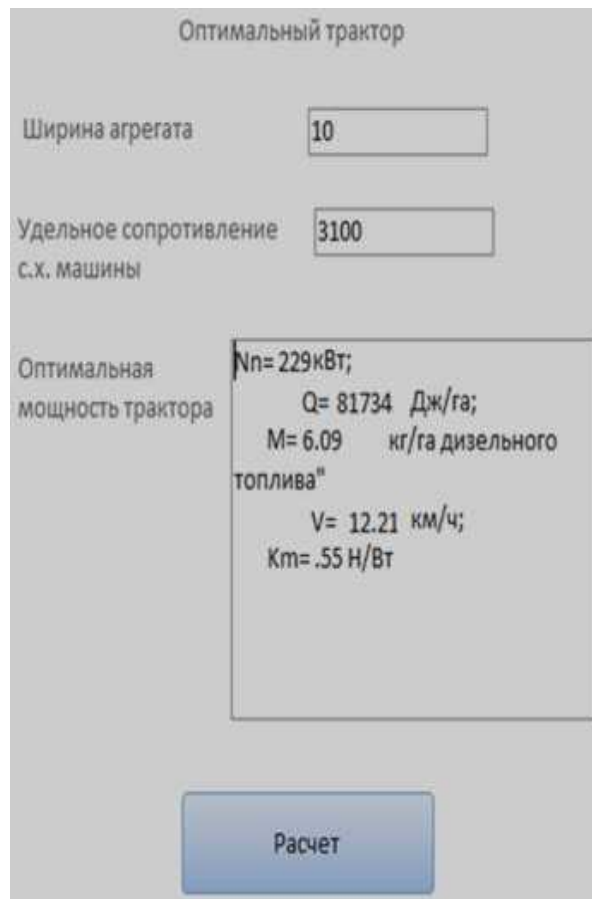 Оптимальный трактор
Ширина агрегата
10
Удельное сопротивление
с.х. машины
3100
Оптимальная
мощность трактора
Nn= 229кВт;
Q= 81734 Дж/га;
M= 6.09 кг/га дизельного
топлива"
V= 12.21 км/ч;
Km= .55 Н/Вт
Расчет